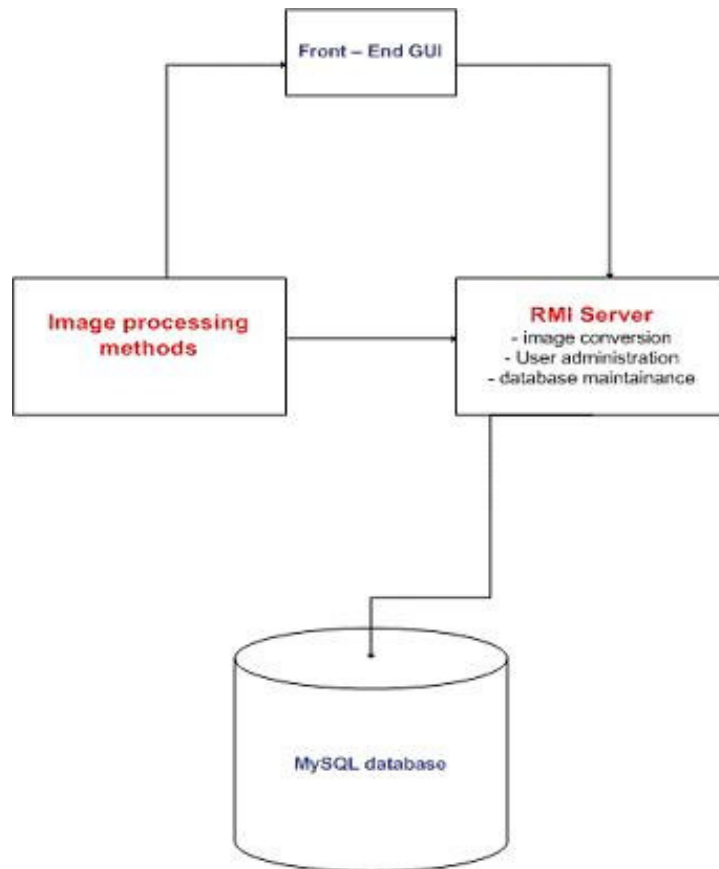 Front – End GUI
Image processing
methods
RMI Server
- image conversion
- User administration
- database maintainance
MySQL database